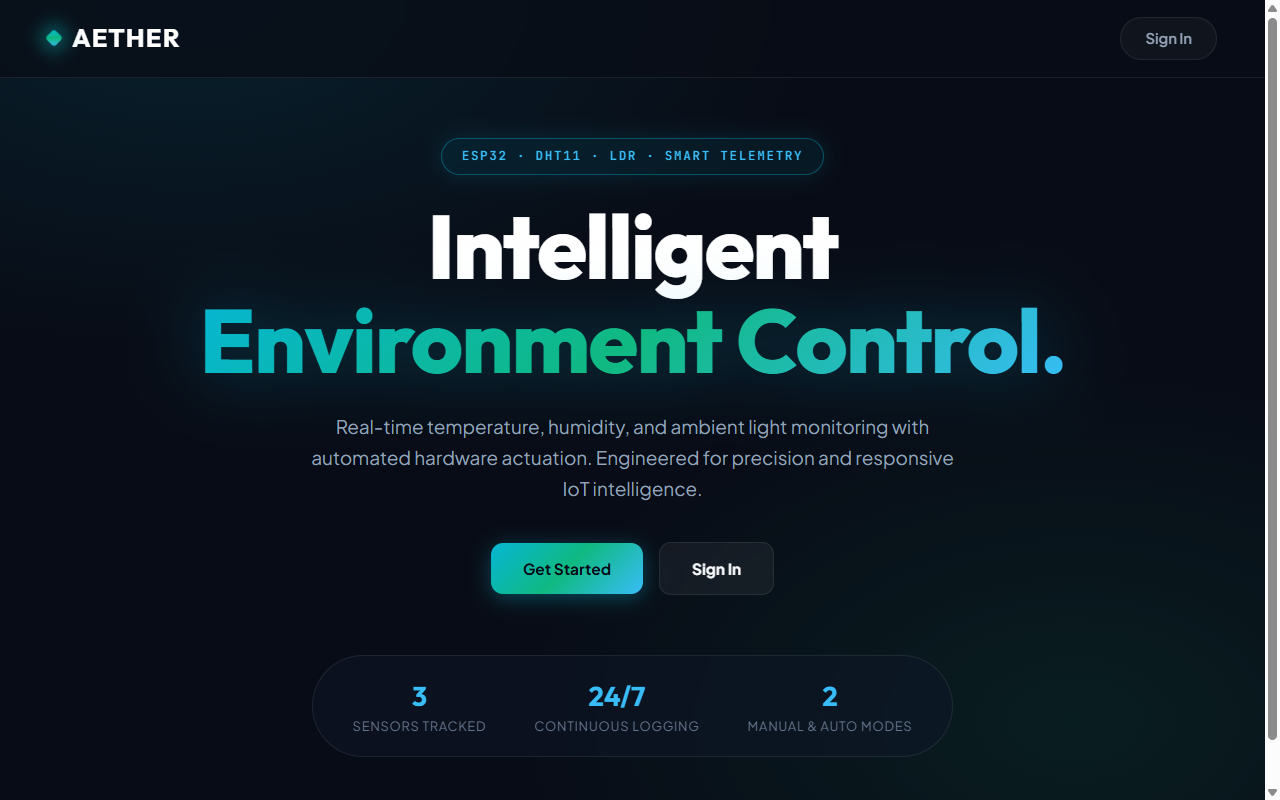 AETHER
Sign In
ESP32 · DHT11 · LDR · SMART TELEMETRY
Intelligent
Environment Control.
Real-time temperature, humidity, and ambient light monitoring with
automated hardware actuation. Engineered for precision and responsive
IoT intelligence.
Get Started
Sign In
3
SENSORS TRACKED
24/7
CONTINUOUS LOGGING
2
MANUAL & AUTO MODES